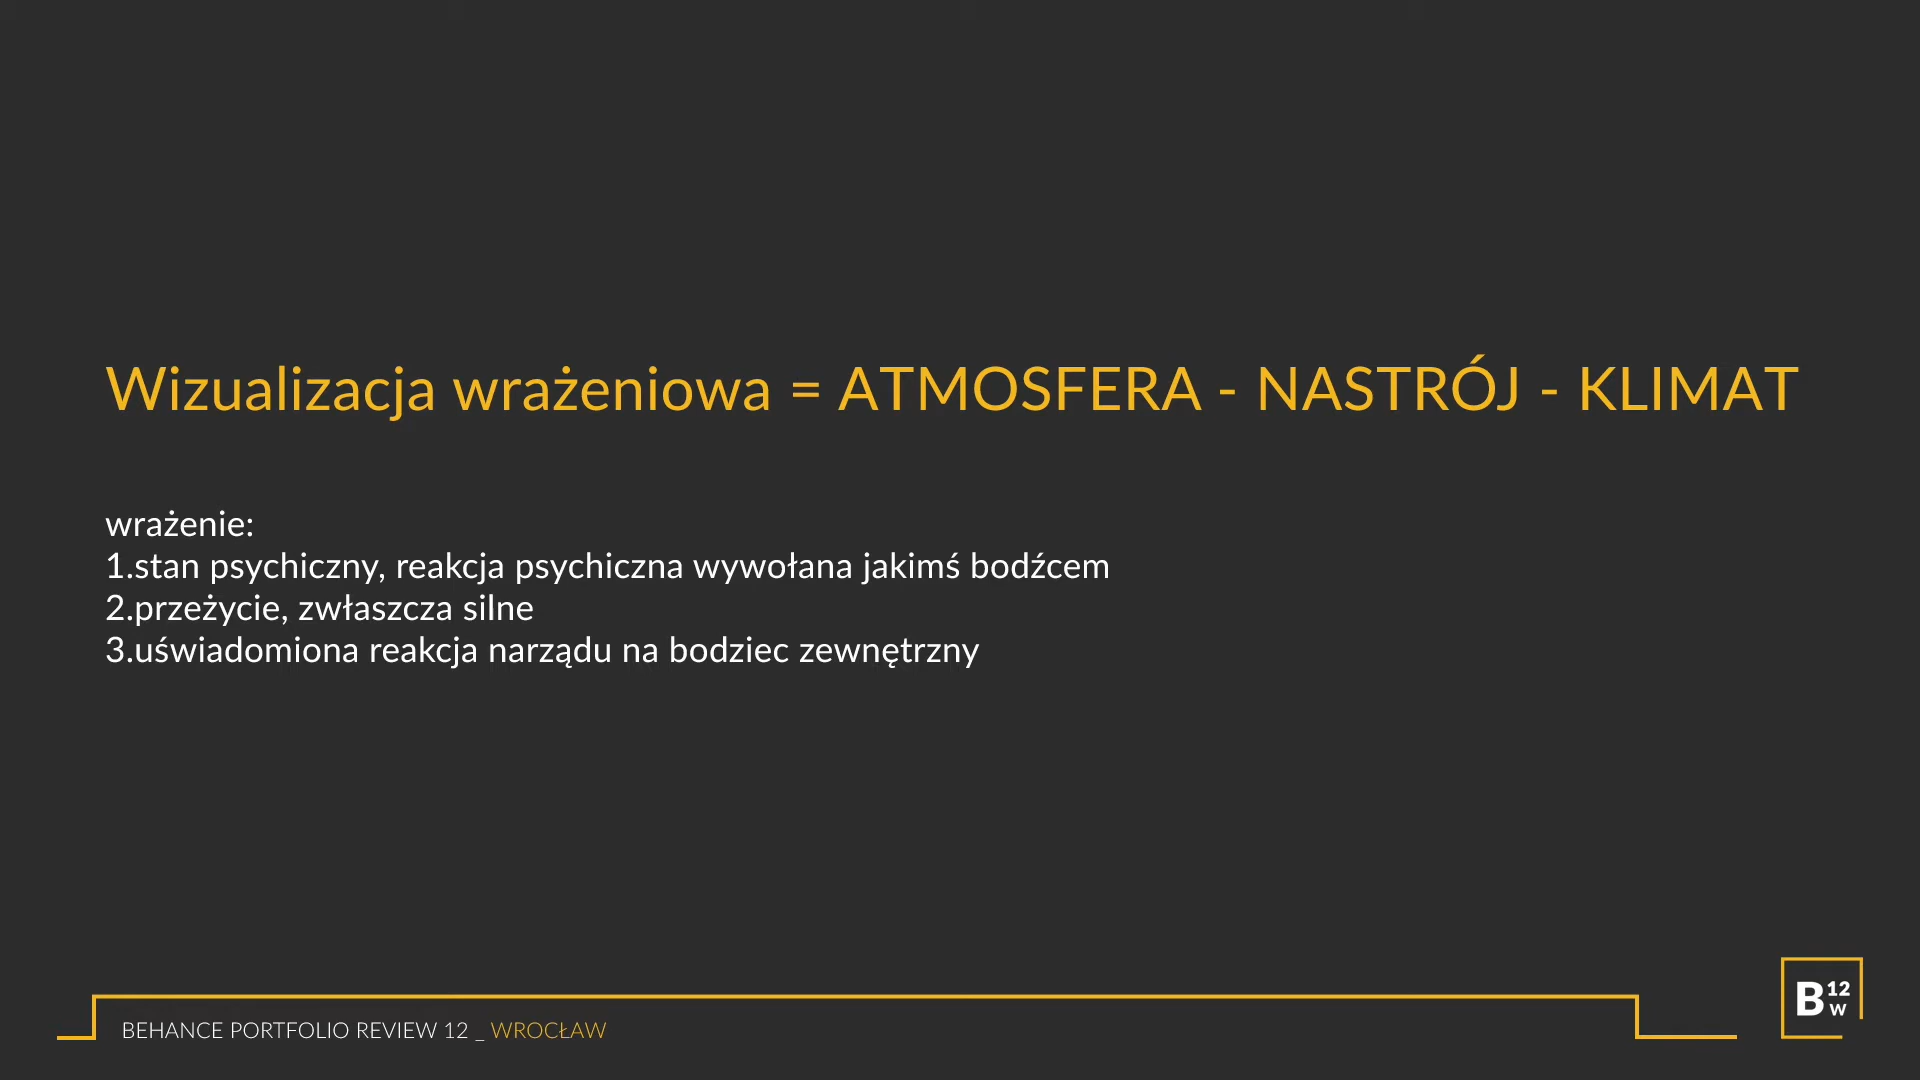 Wizualizacja wrażeniowa = ATMOSFERA - NASTRÓJ - KLIMAT
wrażenie:
1.stan psychiczny, reakcja psychiczna wywołana jakimś bodźcem
2.przeżycie, zwłaszcza silne
3.uświadomiona reakcja narządu na bodziec zewnętrzny
BEHANCE PORTFOLIO REVIEW 12 _ WROCŁAW
B 12 W